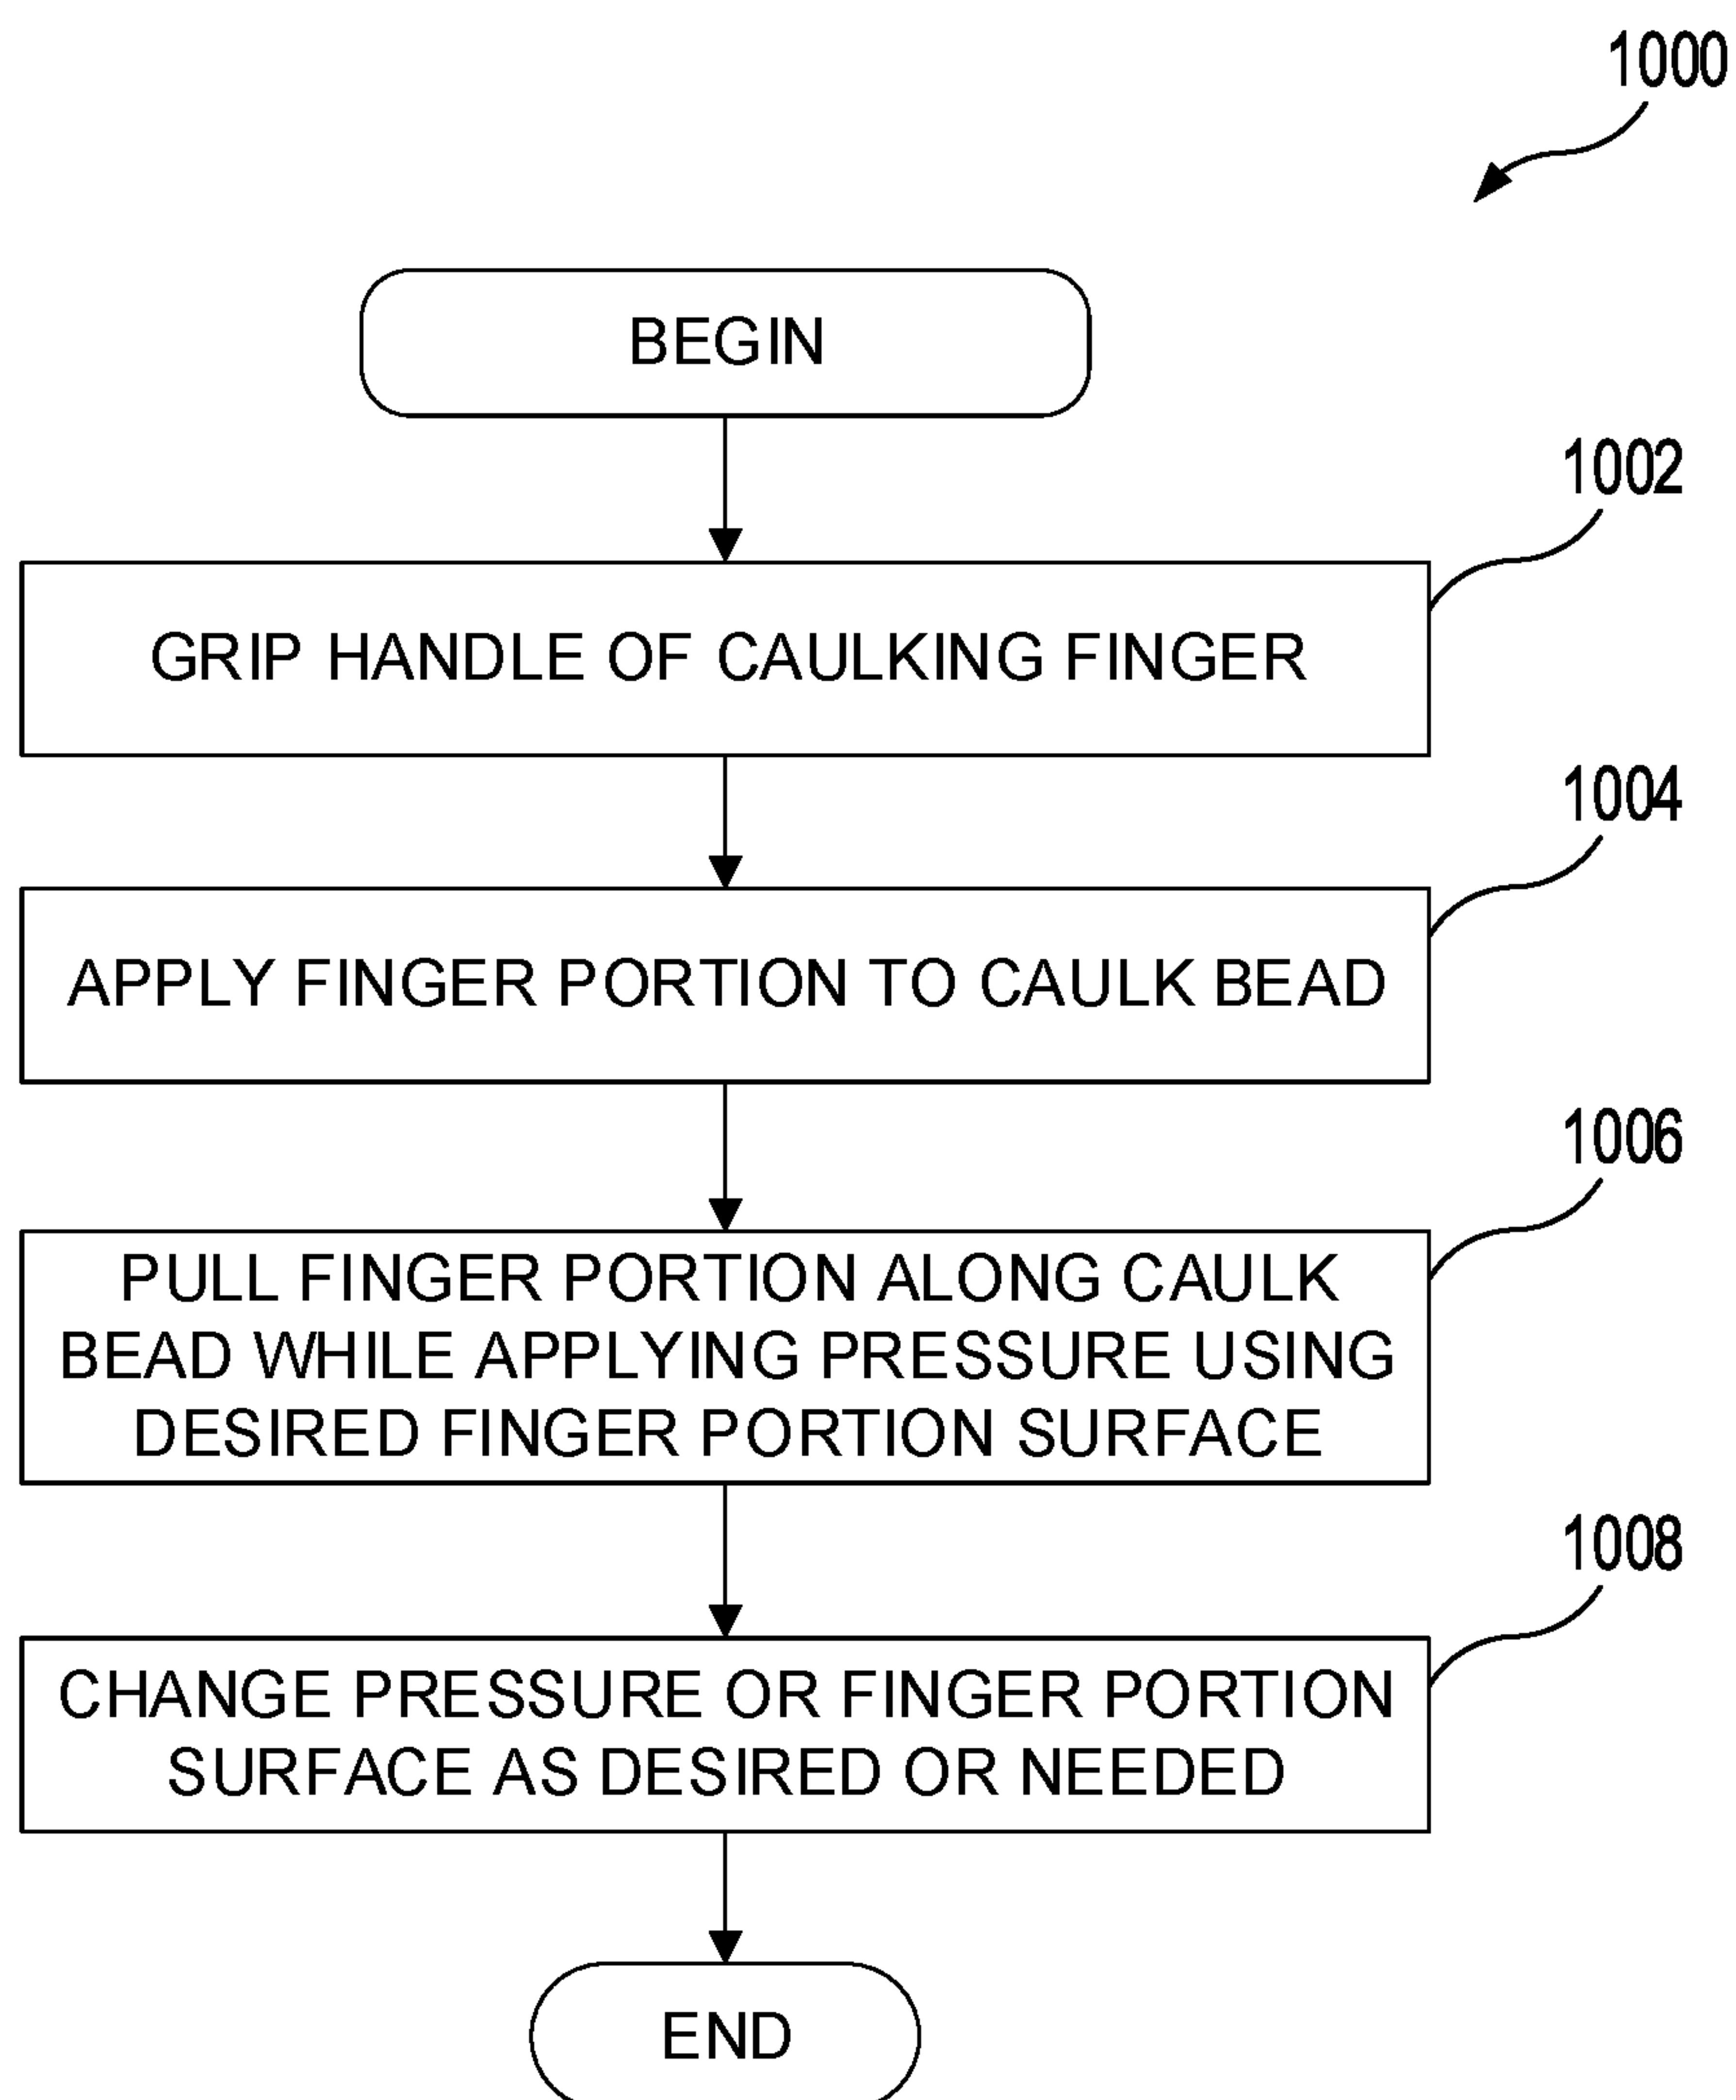 1000
BEGIN
1002
GRIP HANDLE OF CAULKING FINGER
1004
APPLY FINGER PORTION TO CAULK BEAD
1006
PULL FINGER PORTION ALONG CAULK
BEAD WHILE APPLYING PRESSURE USING
DESIRED FINGER PORTION SURFACE
1008
CHANGE PRESSURE OR FINGER PORTION
SURFACE AS DESIRED OR NEEDED
END